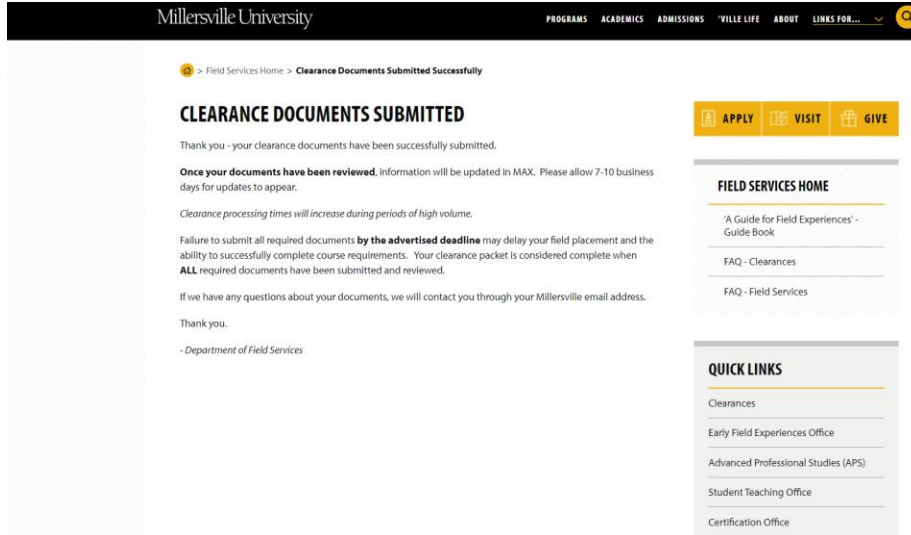 Millersville University
PROGRAMS ACADEMICS ADMISSIONS 'VILLE LIFE ABOUT LINKS FOR...
> Field Services Home > Clearance Documents Submitted Successfully
CLEARANCE DOCUMENTS SUBMITTED
Thank you - your clearance documents have been successfully submitted.
Once your documents have been reviewed, information will be updated in MAX. Please allow 7-10 business
days for updates to appear.
Clearance processing times will increase during periods of high volume.
Failure to submit all required documents by the advertised deadline may delay your field placement and the
ability to successfully complete course requirements. Your clearance packet is considered complete when
ALL required documents have been submitted and reviewed.
If we have any questions about your documents, we will contact you through your Millersville email address.
Thank you.
- Department of Field Services
APPLY VISIT GIVE
FIELD SERVICES HOME
'A Guide for Field Experiences' -
Guide Book
FAQ - Clearances
FAQ - Field Services
QUICK LINKS
Clearances
Early Field Experiences Office
Advanced Professional Studies (APS)
Student Teaching Office
Certification Office